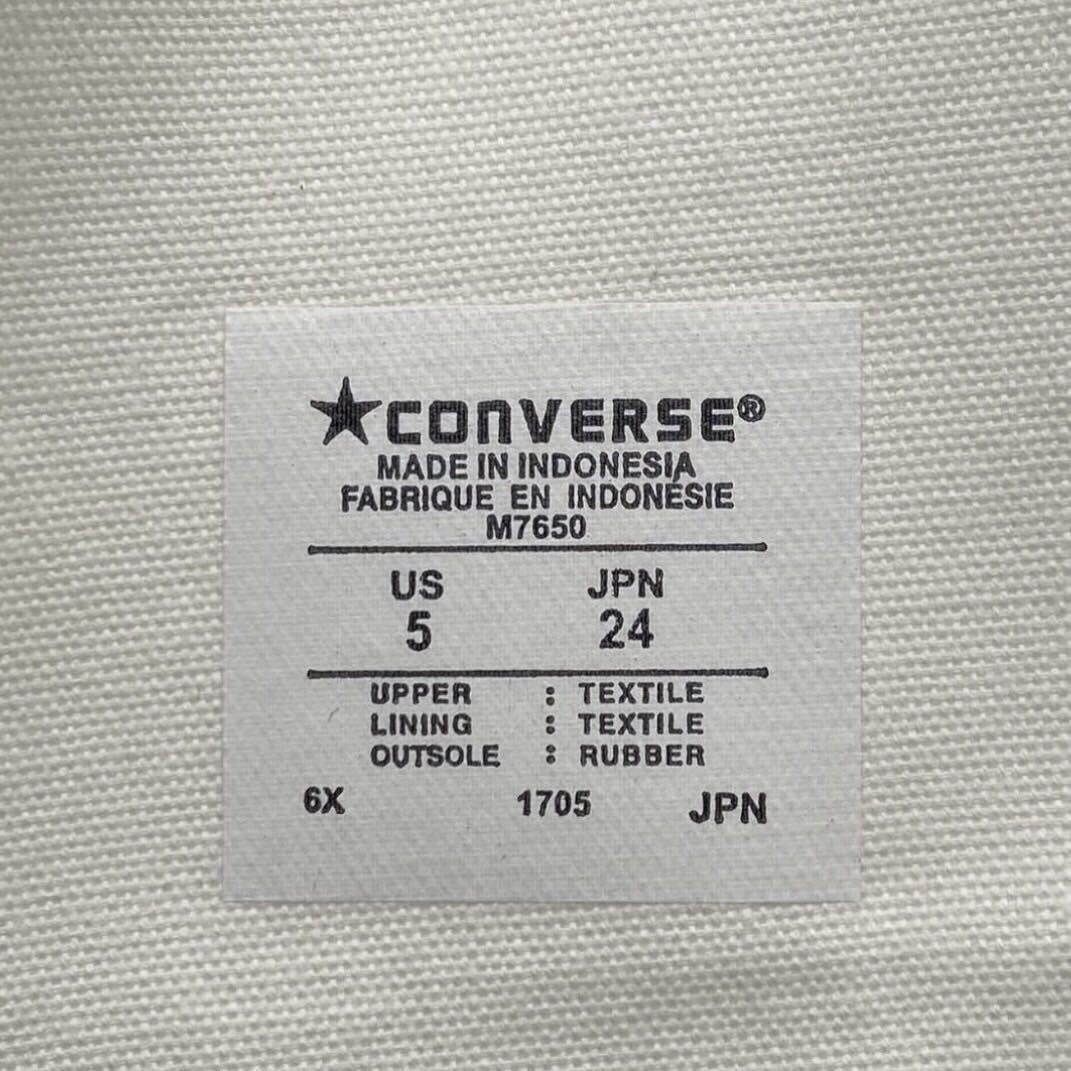 ★CONVERSE®
MADE IN INDONESIA
FABRIQUE EN INDONÉSIE
M7650
US JPN
5 24
UPPER : TEXTILE
LINING : TEXTILE
OUTSOLE : RUBBER
6X 1705 JPN